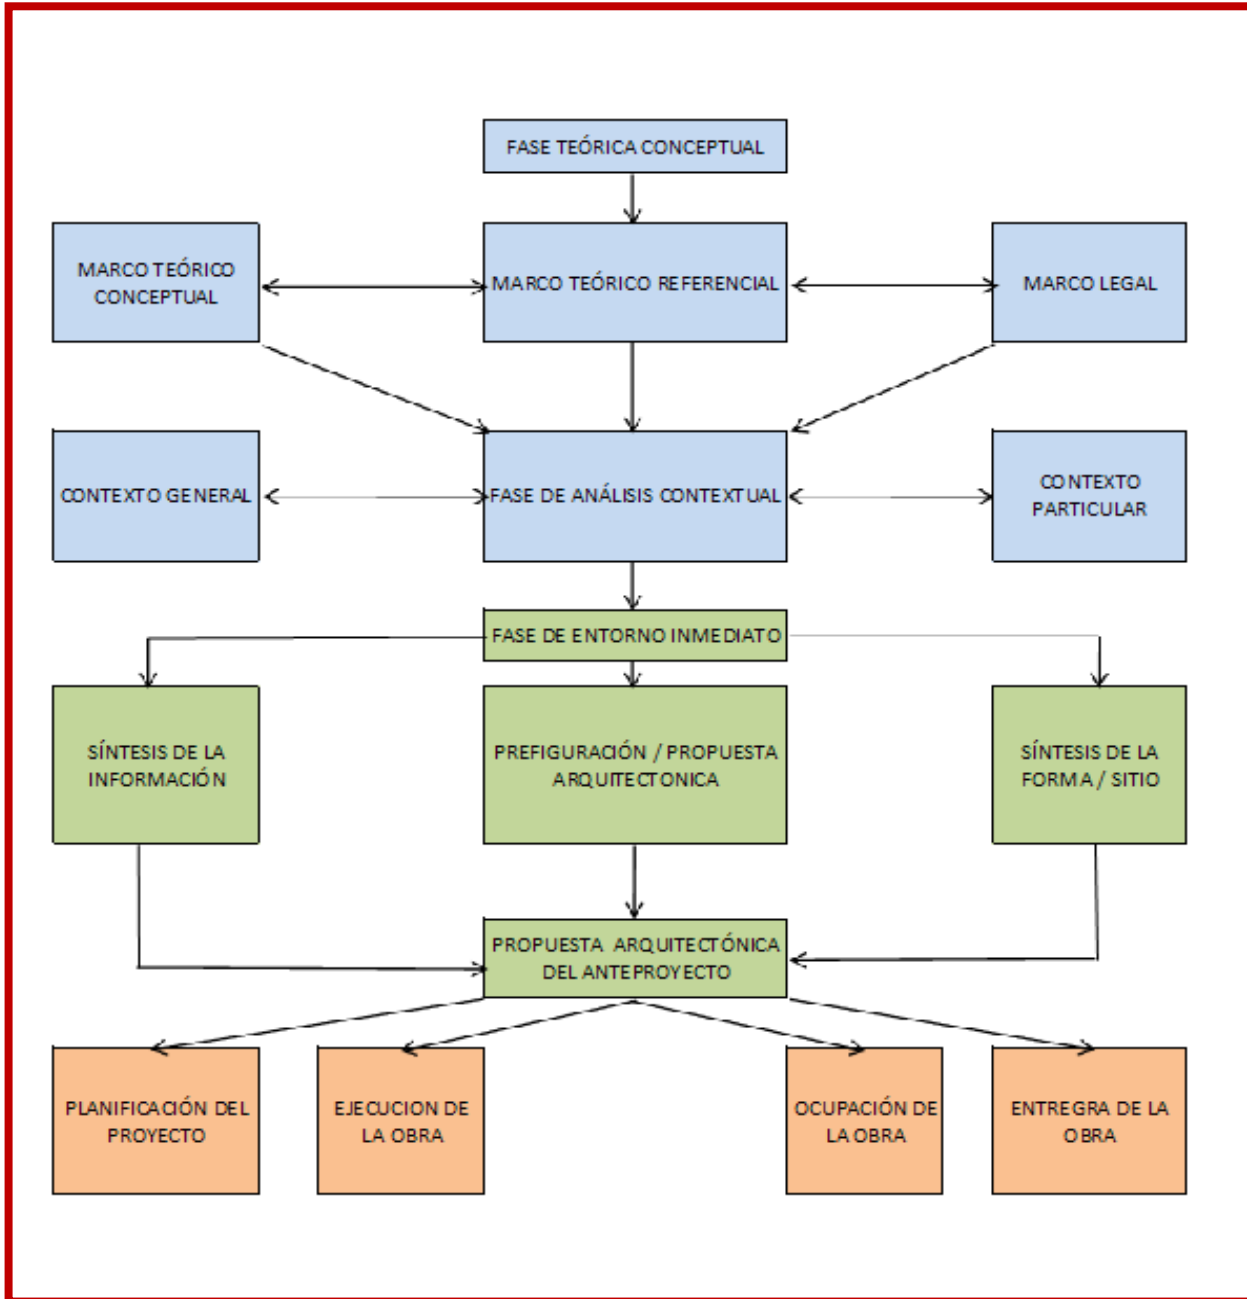 FASE TEÓRICA CONCEPTUAL
MARCO TEÓRICO
CONCEPTUAL
MARCO TEÓRICO REFERENCIAL
MARCO LEGAL
CONTEXTO GENERAL
FASE DE ANÁLISIS CONTEXTUAL
CONTEXTO
PARTICULAR
FASE DE ENTORNO INMEDIATO
SÍNTESIS DE LA
INFORMACIÓN
PREFIGURACIÓN / PROPUESTA
ARQUITECTONICA
SÍNTESIS DE LA
FORMA / SITIO
PROPUESTA ARQUITECTÓNICA
DEL ANTEPROYECTO
PLANIFICACIÓN DEL
PROYECTO
EJECUCION DE
LA OBRA
OCUPACIÓN DE
LA OBRA
ENTREGRA DE LA
OBRA